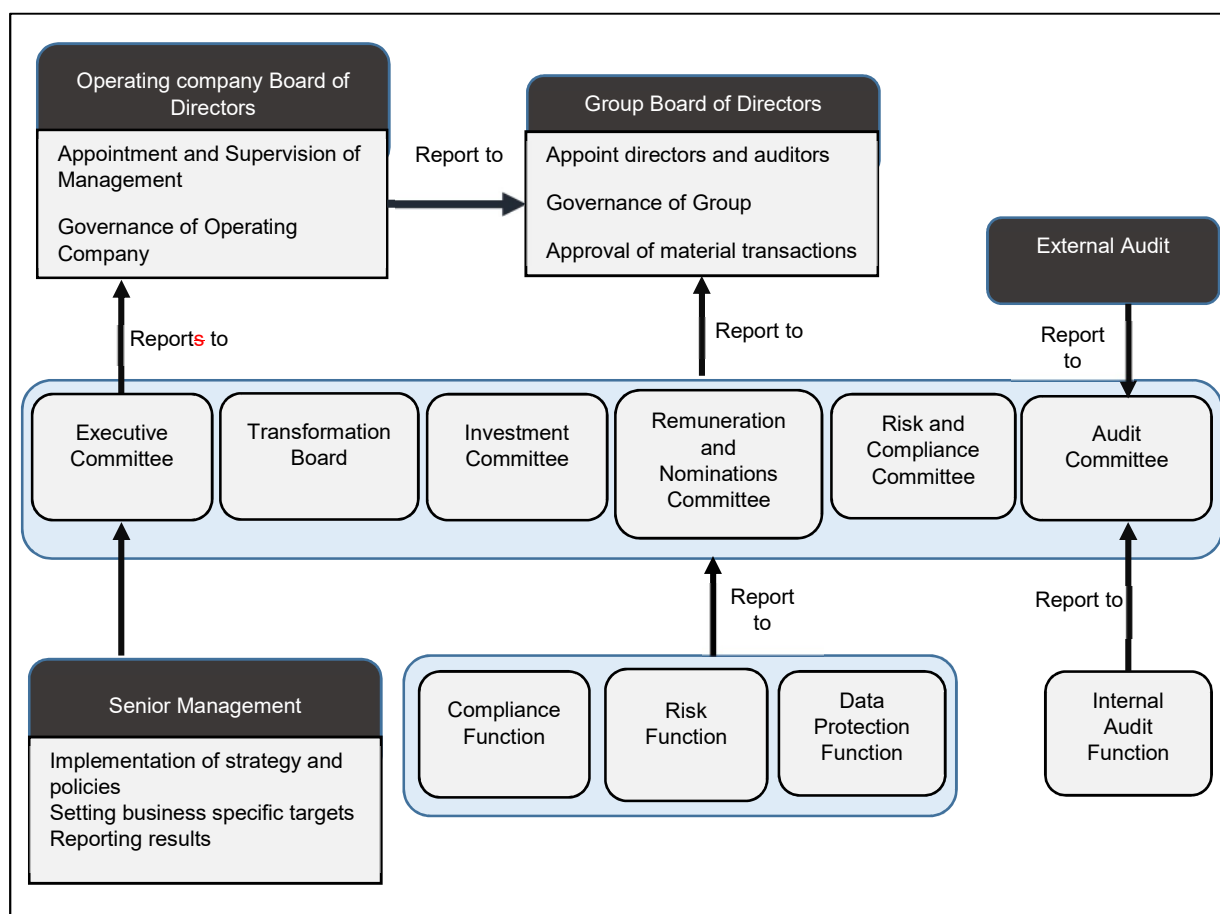 Operating company Board of
Directors
Appointment and Supervision of
Management
Governance of Operating
Company
Report to
Group Board of Directors
Appoint directors and auditors
Governance of Group
Approval of material transactions
External Audit
Reports to
Report to
Report
to
Executive
Committee
Transformation
Board
Investment
Committee
Remuneration
and
Nominations
Committee
Risk and
Compliance
Committee
Audit
Committee
Report
to
Report to
Senior Management
Implementation of strategy and
policies
Setting business specific targets
Reporting results
Compliance
Function
Risk
Function
Data
Protection
Function
Internal
Audit
Function